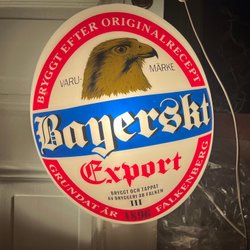 BRYGGT EFTER ORIGINALRECEPT
VARU-
MÄRKE
Bayerskt
Export
BRYGGT OCH TAPPAT
AV BRYGGERI AB FALKEN
III
GRUNDAT ÅR 1896 FALKENBERG